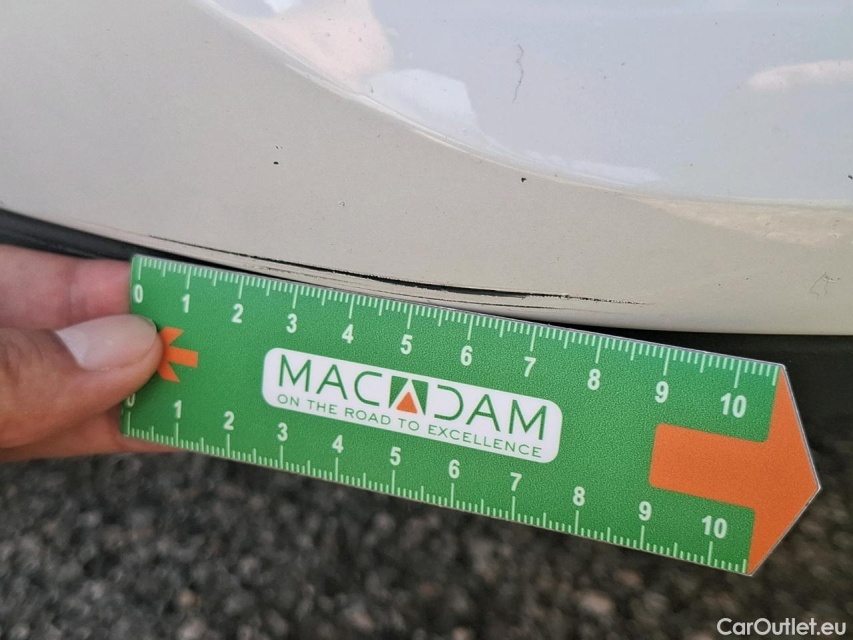 0 1 2 3 4 5 6 7 8 9 10
MACADAM
ON THE ROAD TO EXCELLENCE
0 1 2 3 4 5 6 7 8 9 10
CarOutlet.eu